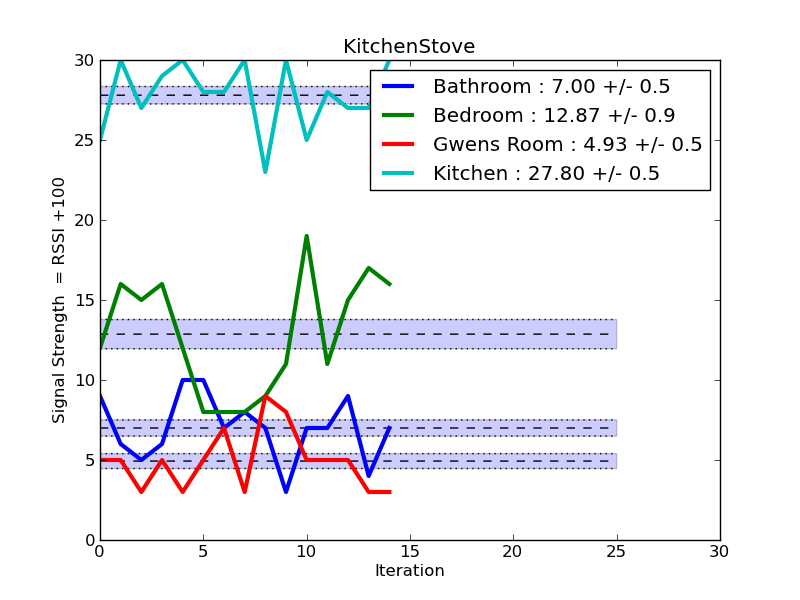 KitchenStove
Signal Strength  = RSSI +100
30
25
20
15
10
5
0
Bathroom : 7.00 +/- 0.5
Bedroom : 12.87 +/- 0.9
Gwens Room : 4.93 +/- 0.5
Kitchen : 27.80 +/- 0.5
0 5 10 15 20 25 30
Iteration